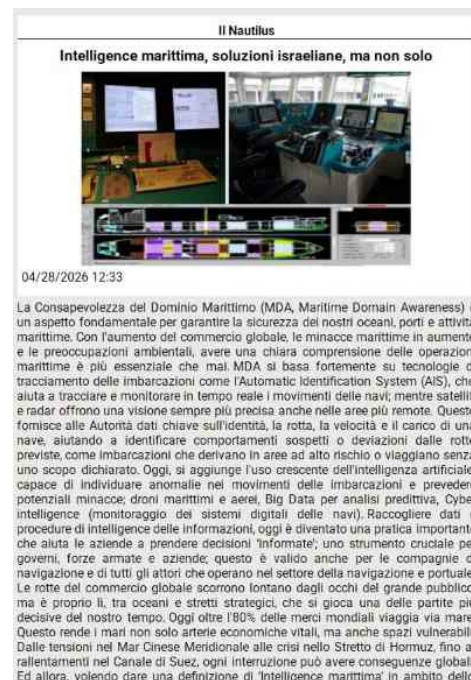 Il Nautilus
Intelligence marittima, soluzioni israeliane, ma non solo
04/28/2026 12:33
La Consapevolezza del Dominio Marittimo (MDA, Maritime Domain Awareness)
un aspetto fondamentale per garantire la sicurezza dei nostri oceani, porti e attività
marittime. Con l'aumento del commercio globale, le minacce marittime in aumento
e le preoccupazioni ambientali, avere una chiara comprensione delle operazion
marittime è più essenziale che mai. MDA si basa fortemente su tecnologie d
tracciamento delle imbarcazioni come l'Automatic Identification System (AIS), che
aiuta a tracciare e monitorare in tempo reale i movimenti delle navi; mentre satellit
e radar offrono una visione sempre più precisa anche nelle aree più remote. Questo
fornisce alle Autorità dati chiave sull'identità, la rotta, la velocità e il carico di una
nave, aiutando a identificare comportamenti sospetti o deviazioni dalle rotte
previste, come imbarcazioni che derivano in aree ad alto rischio o viaggiano senza
uno scopo dichiarato. Oggi, si aggiunge l'uso crescente dell'intelligenza artificiale
capace di individuare anomalie nei movimenti delle imbarcazioni e prevedere
potenziali minacce; droni marittimi e aerei, Big Data per analisi predittiva, Cyber
intelligence (monitoraggio dei sistemi digitali delle navi). Raccogliere dati
procedure di intelligence delle informazioni, oggi è diventato una pratica importante
che aiuta le aziende a prendere decisioni 'informate'; uno strumento cruciale per
governi, forze armate e aziende; questo è valido anche per le compagnie d
navigazione e di tutti gli attori che operano nel settore della navigazione e portuale
Le rotte del commercio globale scorrono lontano dagli occhi del grande pubblico
ma è proprio lì, tra oceani e stretti strategici, che si gioca una delle partite più
decisive del nostro tempo. Oggi oltre l'80% delle merci mondiali viaggia via mare
Questo rende i mari non solo arterie economiche vitali, ma anche spazi vulnerabili
Dalle tensioni nel Mar Cinese Meridionale alle crisi nello Stretto di Hormuz, fino a
rallentamenti nel Canale di Suez, ogni interruzione può avere conseguenze globali
Ed allora, volendo dare una definizione di 'Intelligence marittima' in ambito delle